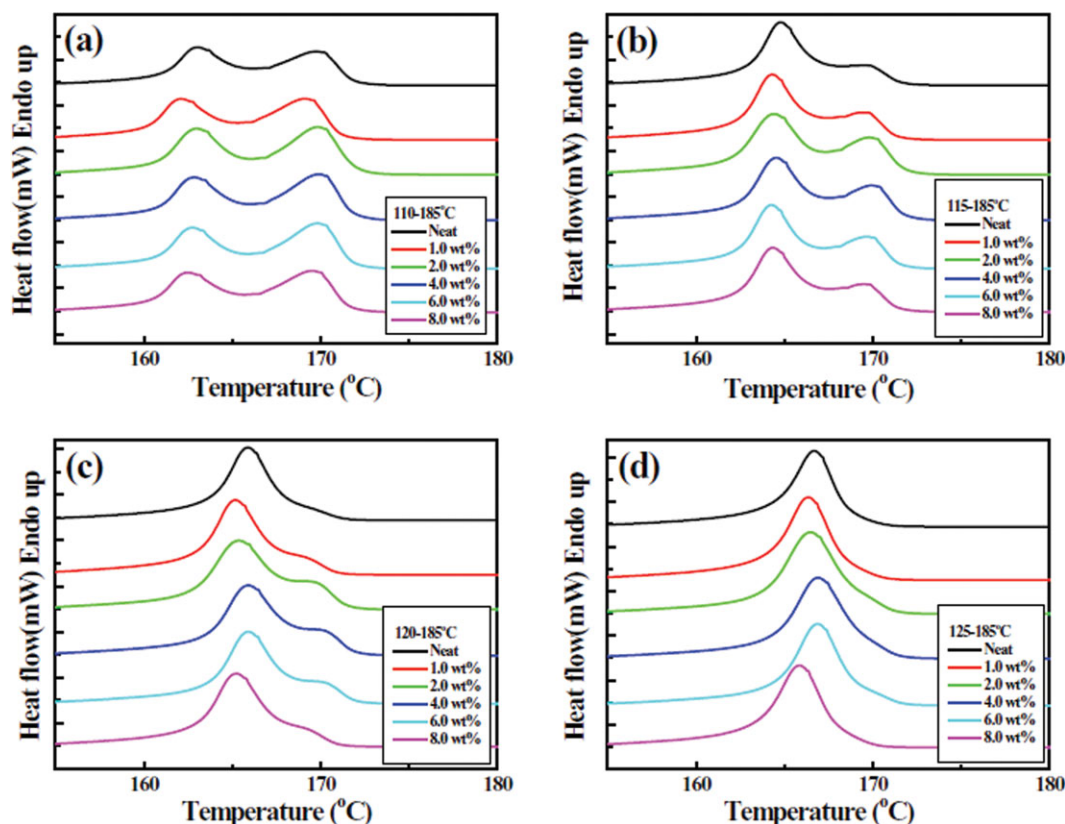 (a)
Heat flow(mW) Endo up
110-185°C
Neat
1.0 wt%
2.0 wt%
4.0 wt%
6.0 wt%
8.0 wt%
160
170
180
Temperature (°C)
(b)
Heat flow(mW) Endo up
115-185°C
Neat
1.0 wt%
2.0 wt%
4.0 wt%
6.0 wt%
8.0 wt%
160
170
180
Temperature (°C)
(c)
Heat flow(mW) Endo up
120-185°C
Neat
1.0 wt%
2.0 wt%
4.0 wt%
6.0 wt%
8.0 wt%
160
170
180
Temperature (°C)
(d)
Heat flow(mW) Endo up
125-185°C
Neat
1.0 wt%
2.0 wt%
4.0 wt%
6.0 wt%
8.0 wt%
160
170
180
Temperature (°C)